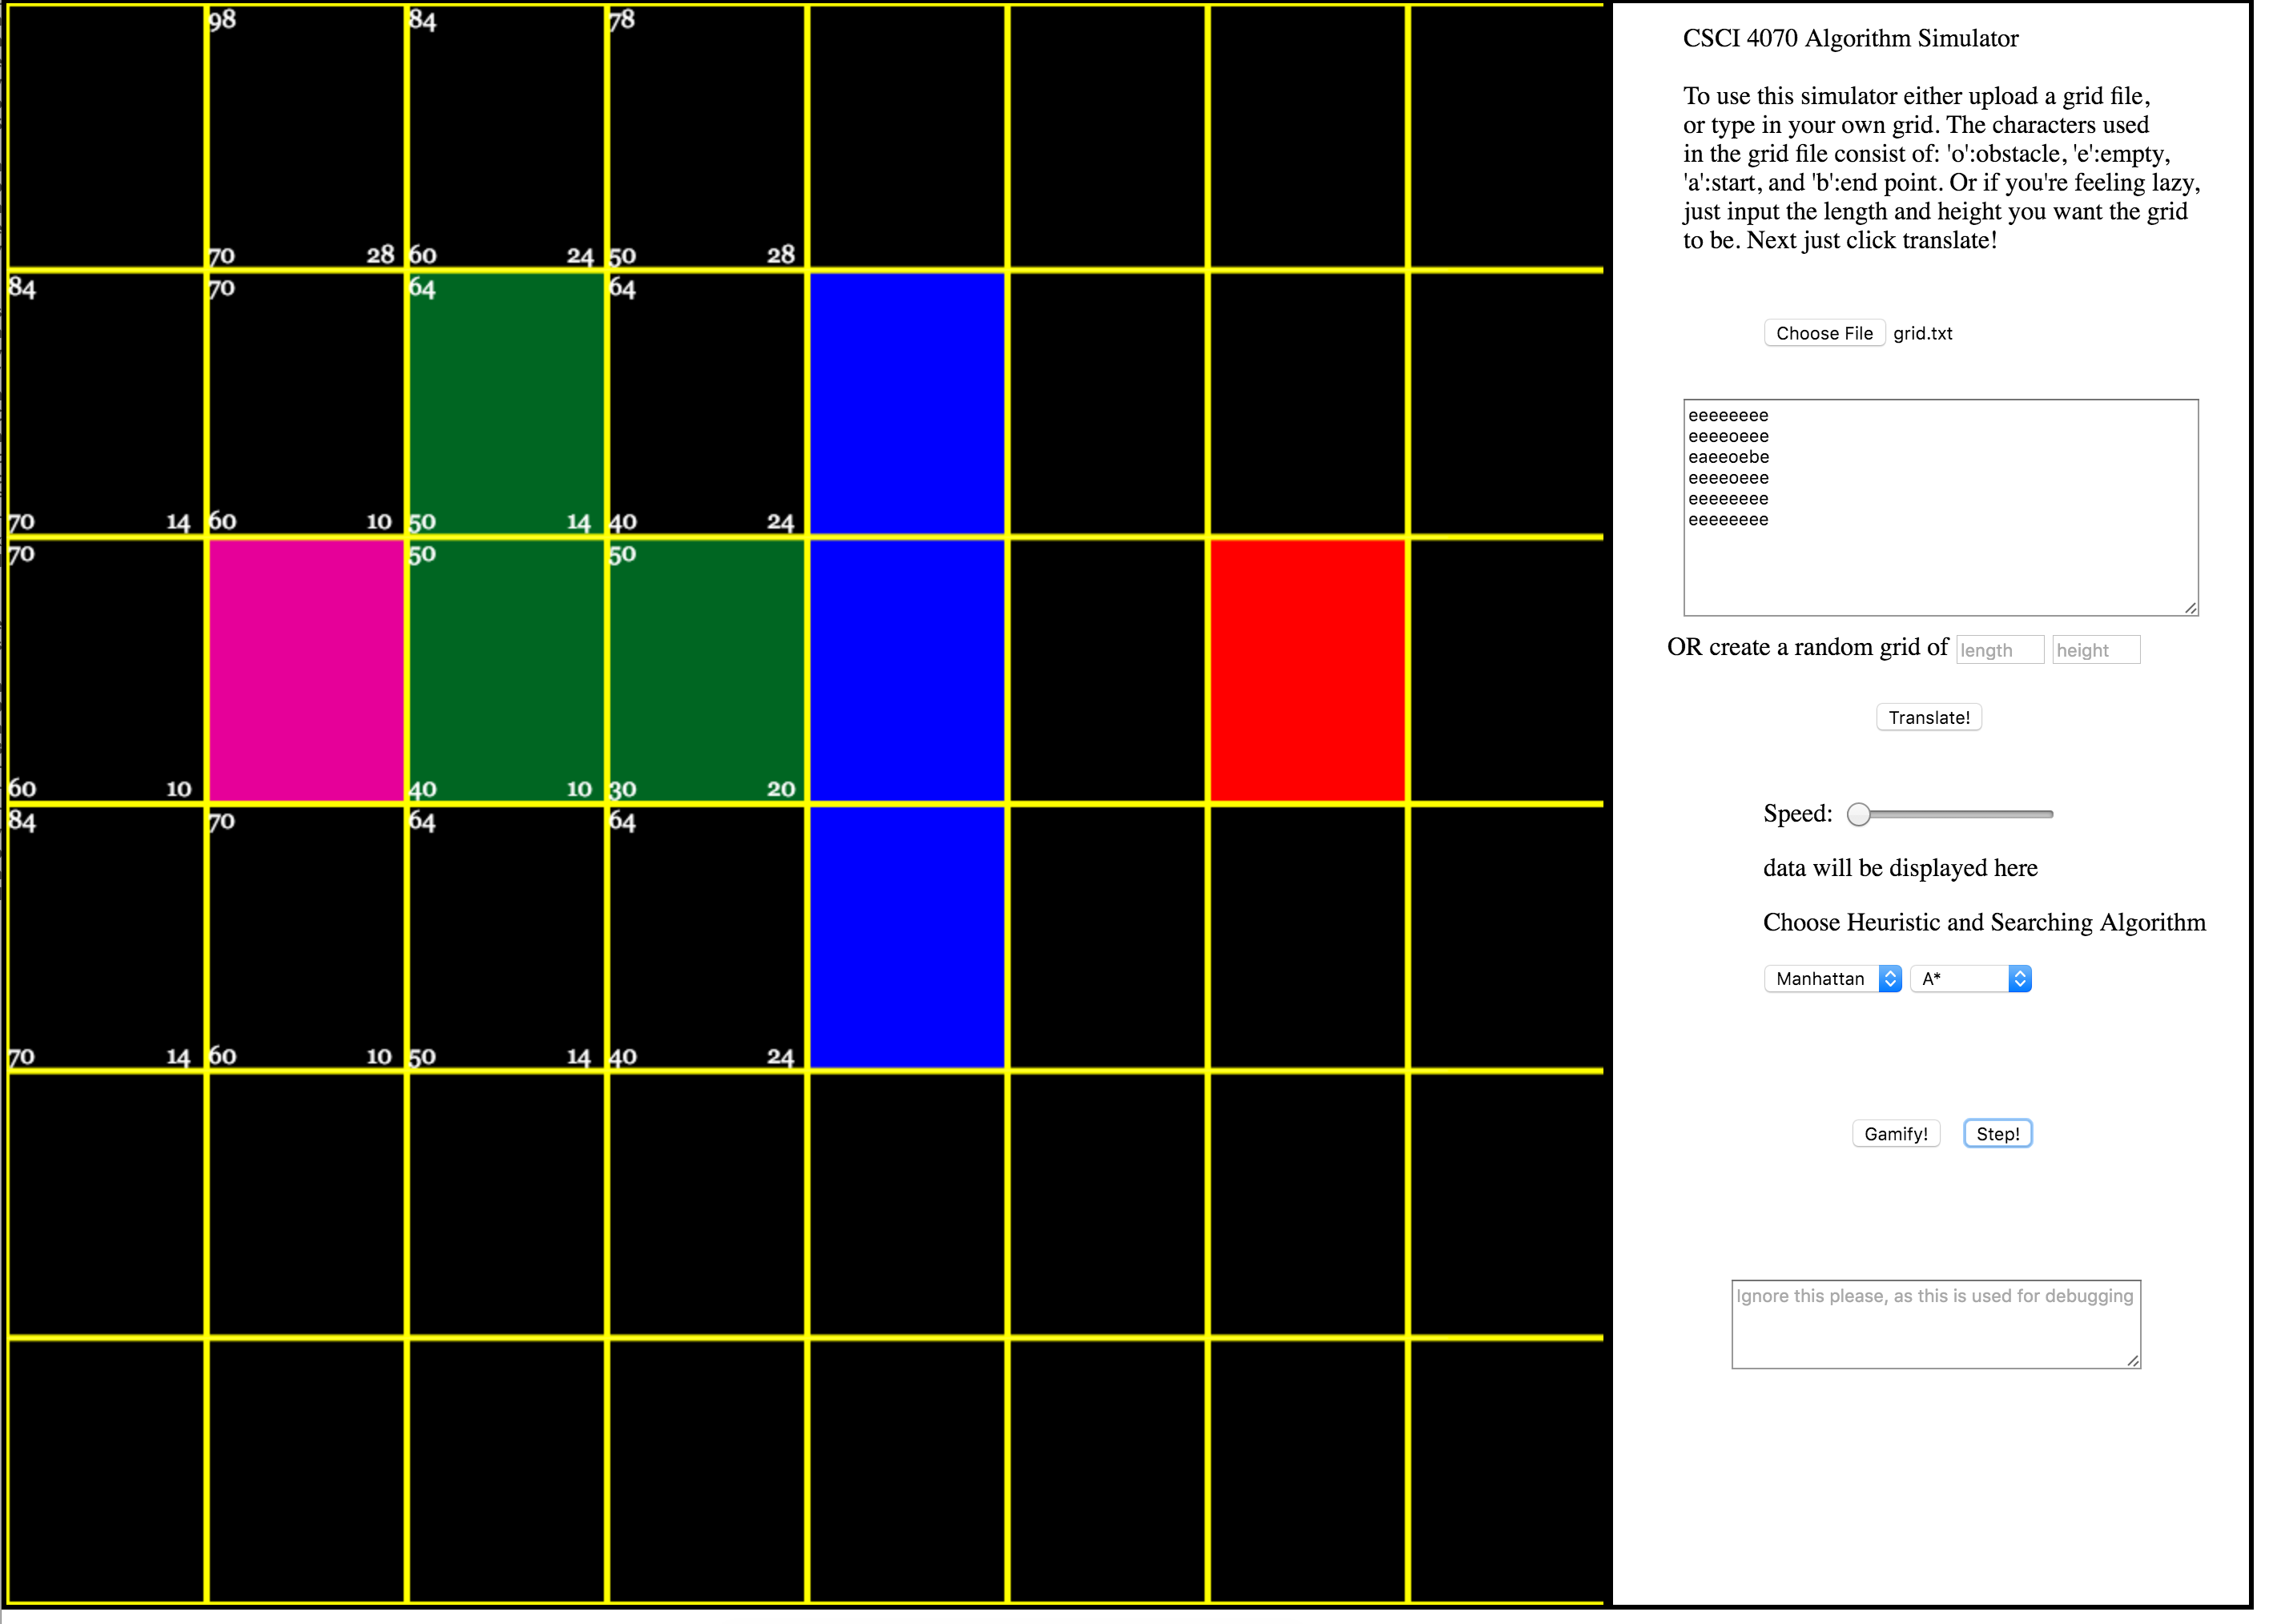 98 84 78
70 28 60 24 50 28
84 70 64 64
70 14 60 10 50 14 40 24
70 50 50
60 10 40 10 30 20
84 70 64 64
70 14 60 10 50 14 40 24
CSCI 4070 Algorithm Simulator
To use this simulator either upload a grid file,
or type in your own grid. The characters used
in the grid file consist of: 'o':obstacle, 'e':empty,
'a':start, and 'b':end point. Or if you're feeling lazy,
just input the length and height you want the grid
to be. Next just click translate!
Choose File grid.txt
eeeeeeee
eeeeoeee
eaeeoebe
eeeeoeee
eeeeeeee
eeeeeeee
OR create a random grid of length height
Translate!
Speed:
data will be displayed here
Choose Heuristic and Searching Algorithm
Manhattan A*
Gamify! Step!
Ignore this please, as this is used for debugging